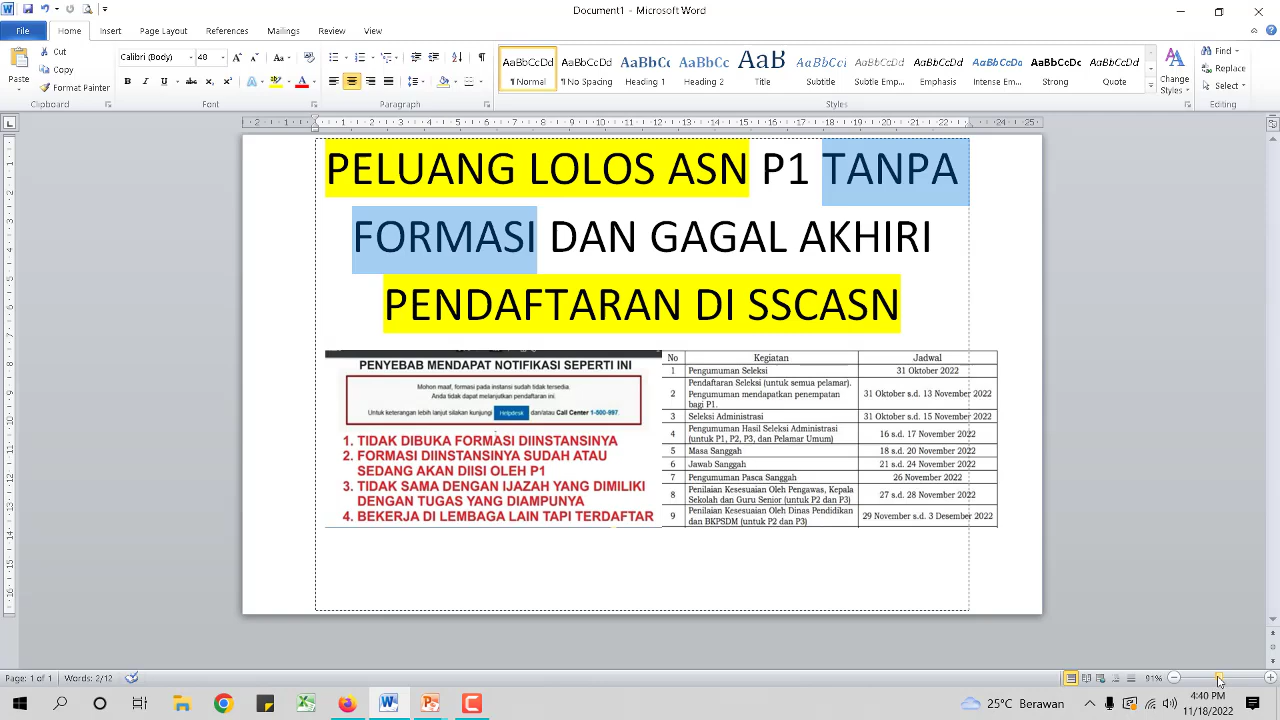 Document1 - Microsoft Word
File Home Insert Page Layout References Mailings Review View
Paste
Cut
Copy
Format Painter
Clipboard
Calibri (Body) 48
Font
Paragraph
AaBbCcDd AaBbCcDd AaBbCc AaBbCc AaB AaBbCcI AaBbCcDd AaBbCcDd AaBbCcDd AaBbCcDc AaBbCcDd
¶ Normal ¶ No Spaci... Heading 1 Heading 2 Title Subtitle Subtle Em... Emphasis Intense E... Strong Quote
Change Styles
Styles
Find
Replace
Select
Editing
PELUANG LOLOS ASN P1 TANPA
FORMASI DAN GAGAL AKHIRI
PENDAFTARAN DI SSCASN
PENYEBAB MENDAPAT NOTIFIKASI SEPERTI INI
Mohon maaf, formasi pada instansi sudah tidak tersedia.
Anda tidak dapat melanjutkan pendaftaran ini.
Untuk keterangan lebih lanjut silakan kunjungi Helpdesk dan/atau Call Center 1-500-997.
1. TIDAK DIBUKA FORMASI DIINSTANSINYA
2. FORMASI DIINSTANSINYA SUDAH ATAU
SEDANG AKAN DIISI OLEH P1
3. TIDAK SAMA DENGAN IJAZAH YANG DIMILIKI
DENGAN TUGAS YANG DIAMPUNYA
4. BEKERJA DI LEMBAGA LAIN TAPI TERDAFTAR
No Kegiatan Jadwal
1 Pengumuman Seleksi 31 Oktober 2022
2 Pendaftaran Seleksi (untuk semua pelamar).
Pengumuman mendapatkan penempatan
bagi P1. 31 Oktober s.d. 13 November 2022
3 Seleksi Administrasi 31 Oktober s.d. 15 November 2022
4 Pengumuman Hasil Seleksi Administrasi
(untuk P1, P2, P3, dan Pelamar Umum) 16 s.d. 17 November 2022
5 Masa Sanggah 18 s.d. 20 November 2022
6 Jawab Sanggah 21 s.d. 24 November 2022
7 Pengumuman Pasca Sanggah 26 November 2022
8 Penilaian Kesesuaian Oleh Pengawas, Kepala
Sekolah dan Guru Senior (untuk P2 dan P3) 27 s.d. 28 November 2022
9 Penilaian Kesesuaian Oleh Dinas Pendidikan
dan BKPSDM (untuk P2 dan P3) 29 November s.d. 3 Desember 2022
Page: 1 of 1 Words: 2/12 91%
25°C Berawan
4:40 PM
11/18/2022